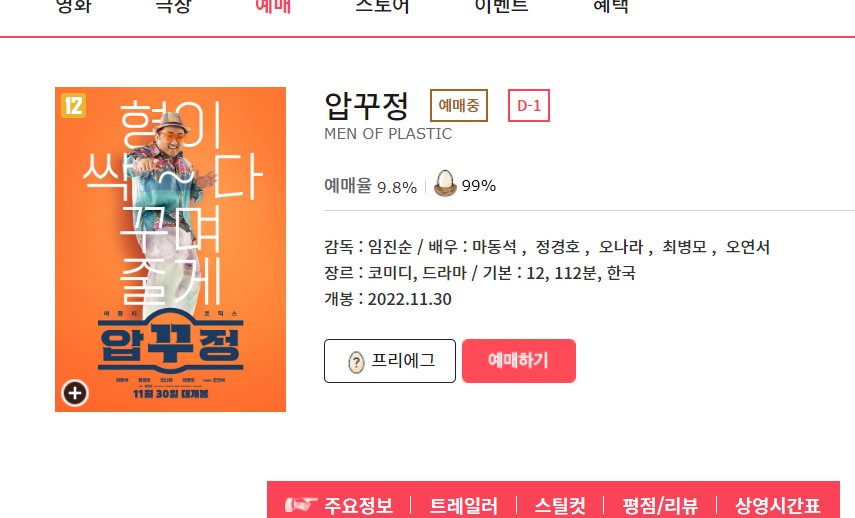 영화 극장 예매 스토어 이벤트 혜택
12
형이
싹~다
꾸며
줄게
압꾸정
11월 30일 대개봉
압꾸정 예매중 D-1
MEN OF PLASTIC
예매율 9.8% 99%
감독 : 임진순 / 배우 : 마동석 , 정경호 , 오나라 , 최병모 , 오연서
장르 : 코미디, 드라마 / 기본 : 12, 112분, 한국
개봉 : 2022.11.30
? 프리에그 예매하기
주요정보 트레일러 스틸컷 평점/리뷰 상영시간표